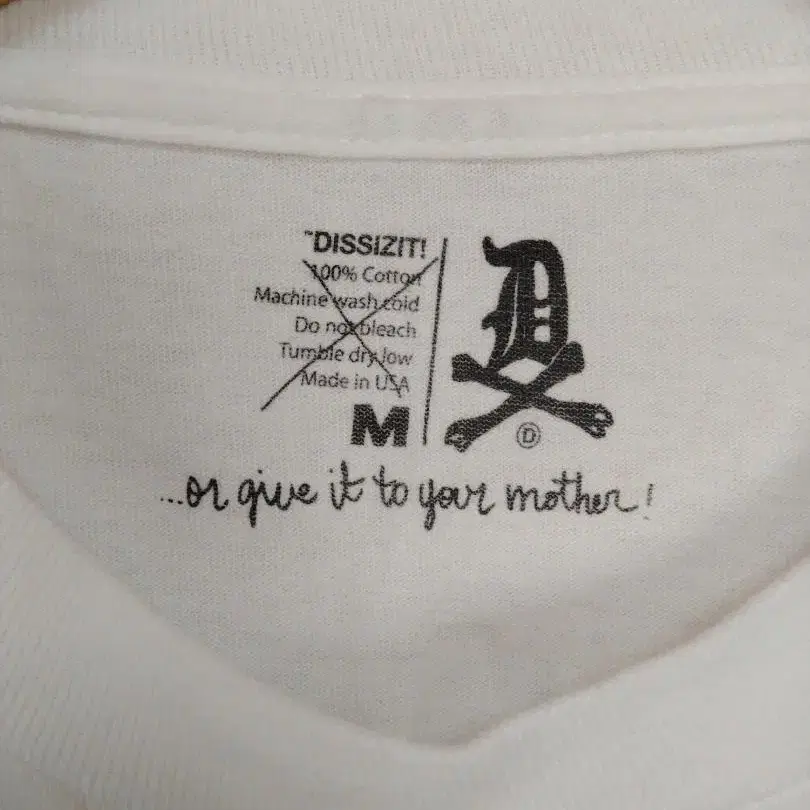 ™DISSIZIT!
100% Cotton
Machine wash cold
Do not bleach
Tumble dry low
Made in USA
M
D
Ⓓ
...or give it to your mother!